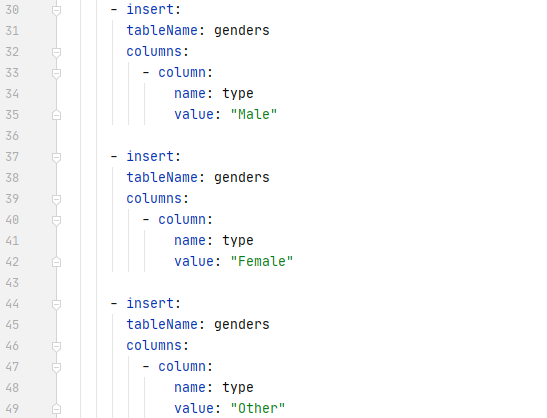 30 - insert:
31 tableName: genders
32 columns:
33 - column:
34 name: type
35 value: "Male"
36
37 - insert:
38 tableName: genders
39 columns:
40 - column:
41 name: type
42 value: "Female"
43
44 - insert:
45 tableName: genders
46 columns:
47 - column:
48 name: type
49 value: "Other"